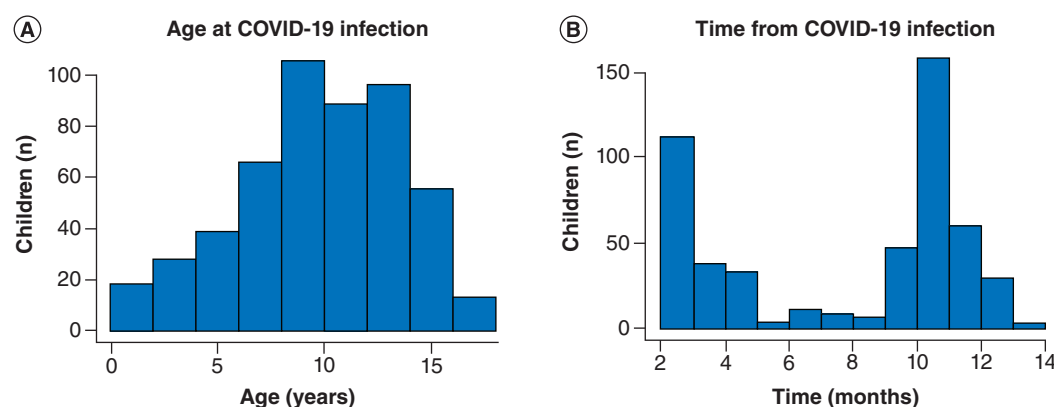 A
Age at COVID-19 infection
Children (n)
100
80
60
40
20
0
0 5 10 15
Age (years)
B
Time from COVID-19 infection
Children (n)
150
100
50
0
2 4 6 8 10 12 14
Time (months)